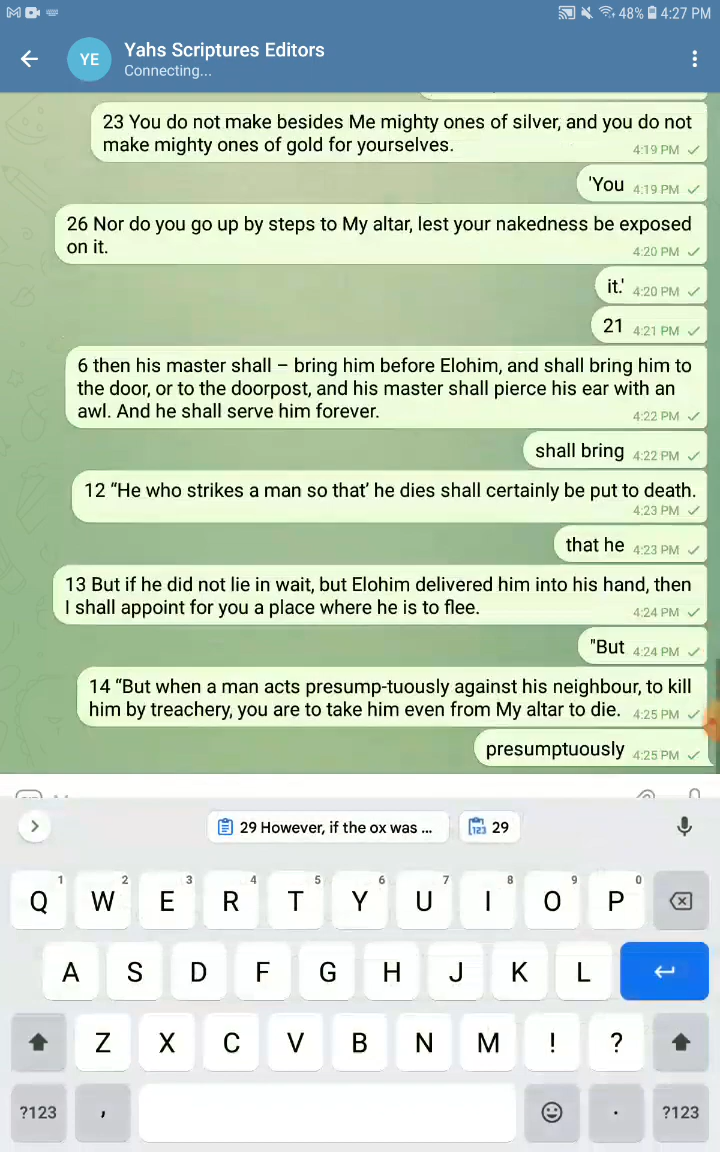 48% 4:27 PM
YE Yahs Scriptures Editors
Connecting...
23 You do not make besides Me mighty ones of silver, and you do not
make mighty ones of gold for yourselves. 4:19 PM
'You 4:19 PM
26 Nor do you go up by steps to My altar, lest your nakedness be exposed
on it. 4:20 PM
it.' 4:20 PM
21 4:21 PM
6 then his master shall – bring him before Elohim, and shall bring him to
the door, or to the doorpost, and his master shall pierce his ear with an
awl. And he shall serve him forever. 4:22 PM
shall bring 4:22 PM
12 “He who strikes a man so that’ he dies shall certainly be put to death.
4:23 PM
that he 4:23 PM
13 But if he did not lie in wait, but Elohim delivered him into his hand, then
I shall appoint for you a place where he is to flee. 4:24 PM
"But 4:24 PM
14 “But when a man acts presump-tuously against his neighbour, to kill
him by treachery, you are to take him even from My altar to die. 4:25 PM
presumptuously 4:25 PM
29 However, if the ox was ... 123 29
1 2 3 4 5 6 7 8 9 0
Q W E R T Y U I O P
A S D F G H J K L
Z X C V B N M ! ?
?123 , . ?123